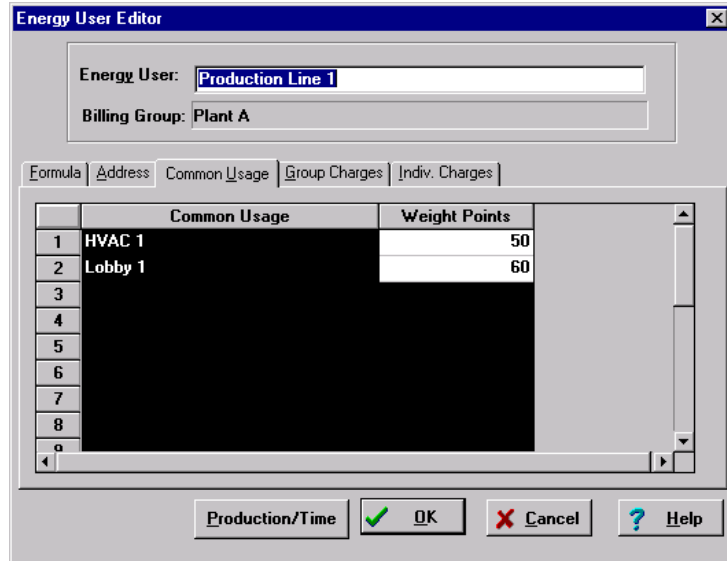 Energy User Editor
Energy User: Production Line 1
Billing Group: Plant A
Formula Address Common Usage Group Charges Indiv. Charges
Common Usage Weight Points
1 HVAC 1 50
2 Lobby 1 60
3
4
5
6
7
8
9
Production/Time OK Cancel ? Help